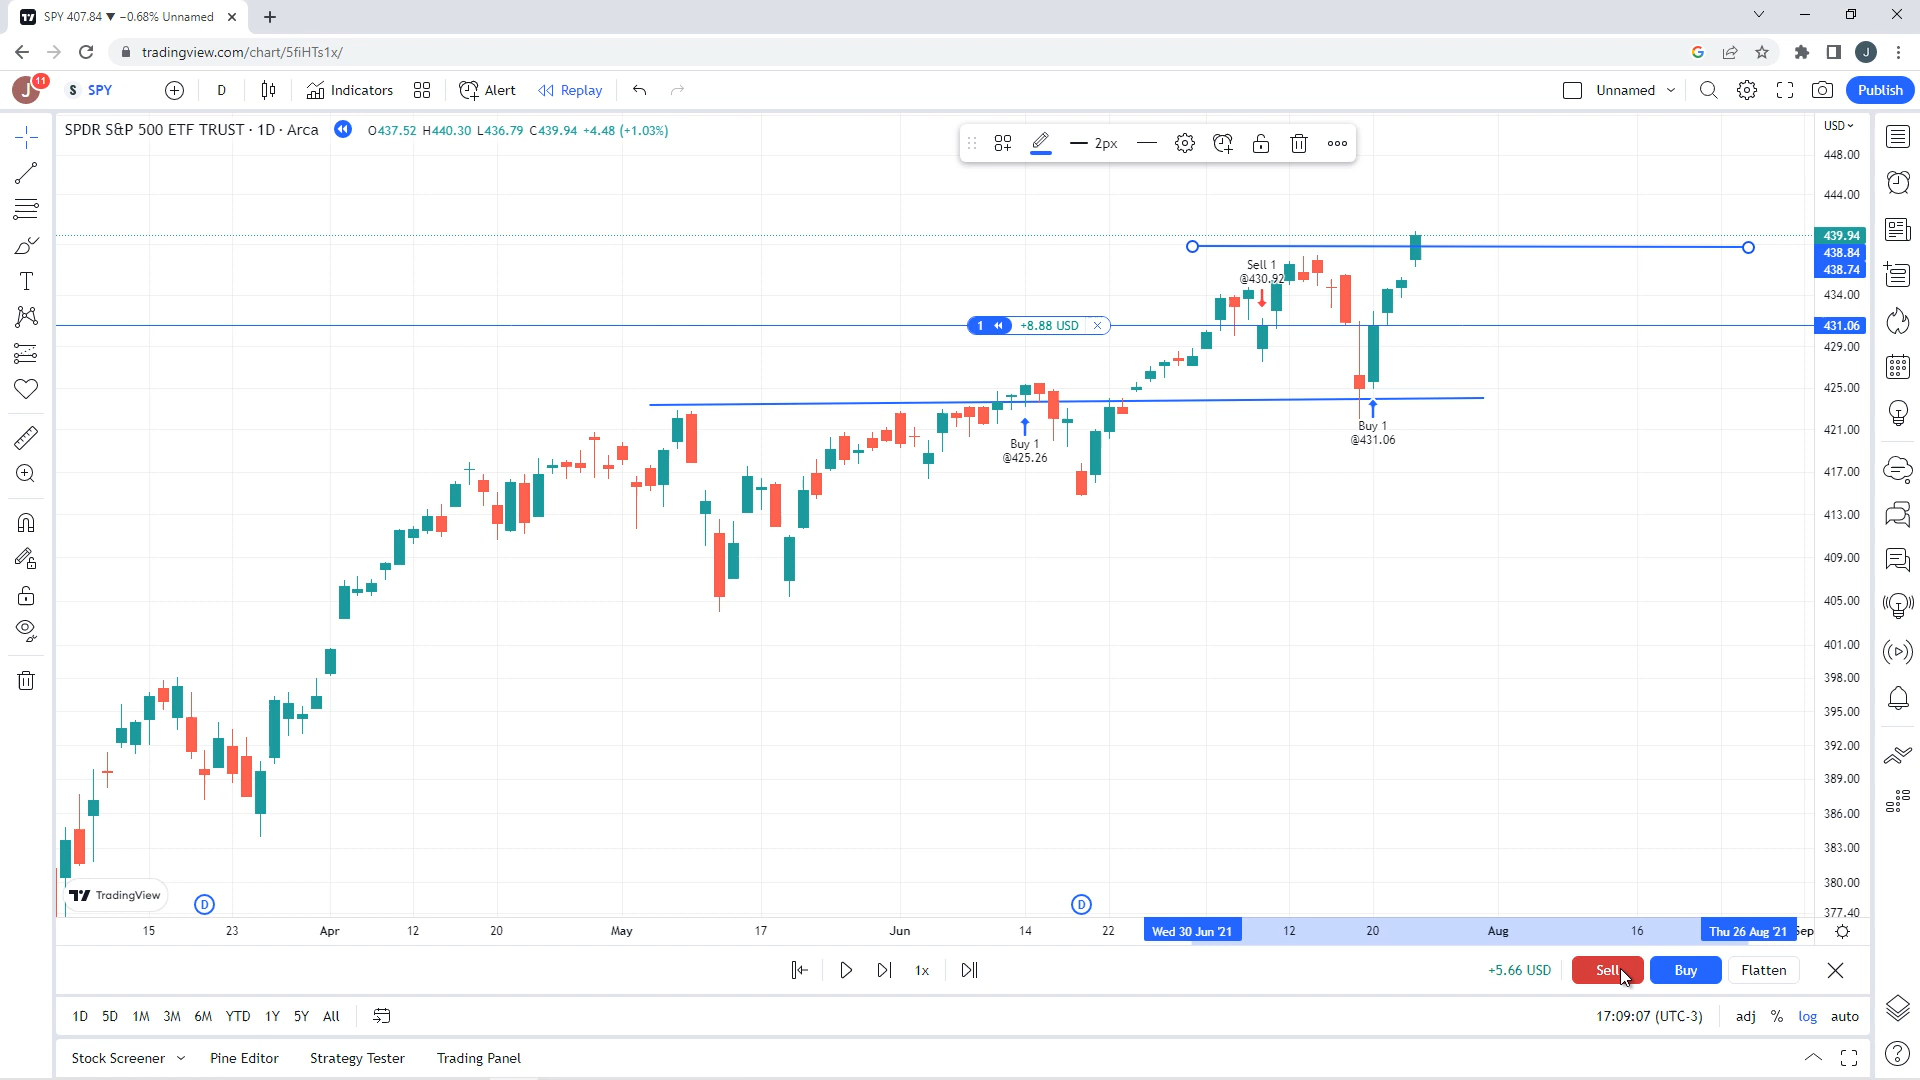 SPY 407.84 ▼ −0.68% Unnamed
tradingview.com/chart/5fiHTs1x/
J
J
11
S SPY
D
Indicators
Alert
Replay
Unnamed
Publish
SPDR S&P 500 ETF TRUST · 1D · Arca
O437.52 H440.30 L436.79 C439.94 +4.48 (+1.03%)
2px
USD
448.00
444.00
439.94
438.84
438.74
434.00
431.06
429.00
425.00
421.00
417.00
413.00
409.00
405.00
401.00
398.00
395.00
392.00
389.00
386.00
383.00
380.00
377.40
Sell 1
@430.92
1 +8.88 USD
Buy 1
@425.26
Buy 1
@431.06
TradingView
D
D
15 23 Apr 12 20 May 17 Jun 14 22 Wed 30 Jun '21 12 20 Aug 16 Thu 26 Aug '21 Sep
1x
+5.66 USD
Sell
Buy
Flatten
1D 5D 1M 3M 6M YTD 1Y 5Y All
17:09:07 (UTC-3)
adj % log auto
Stock Screener Pine Editor Strategy Tester Trading Panel